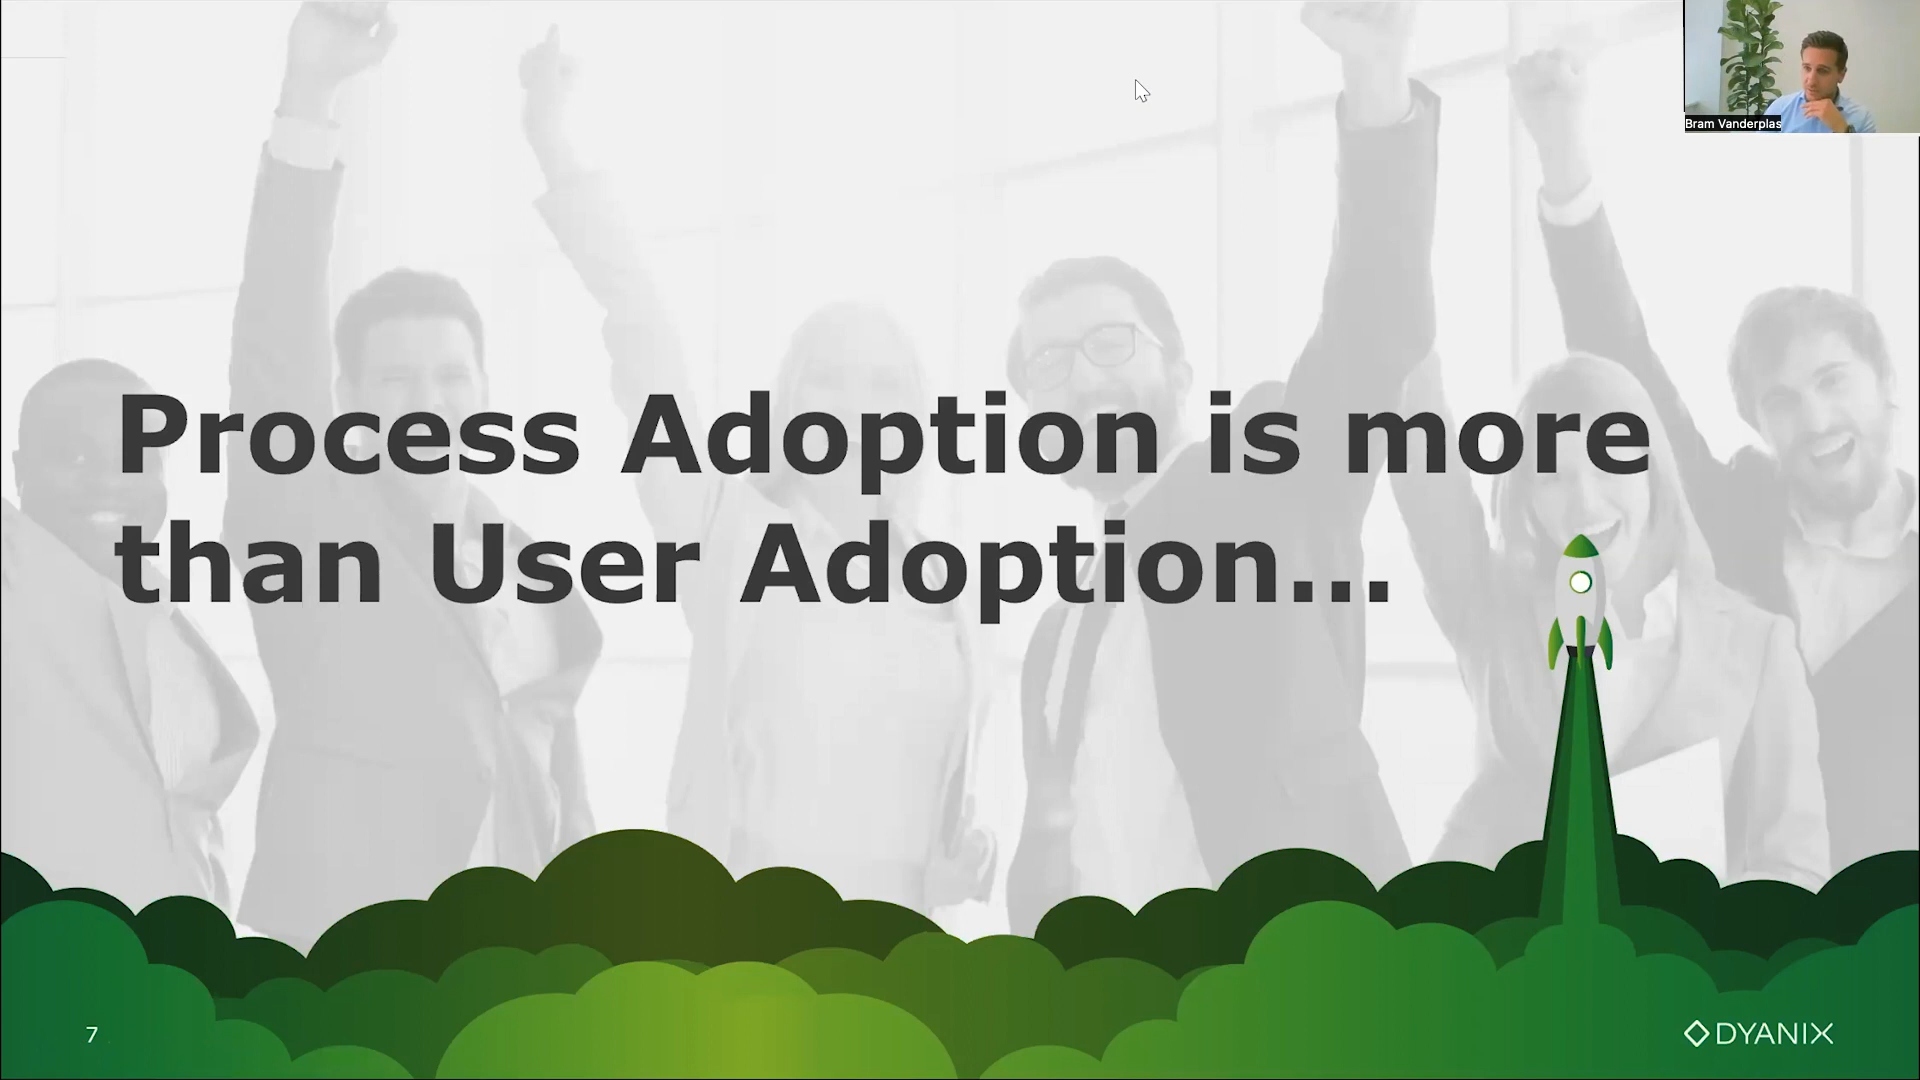 Bram Vanderplas
Process Adoption is more
than User Adoption...
7
DYANIX